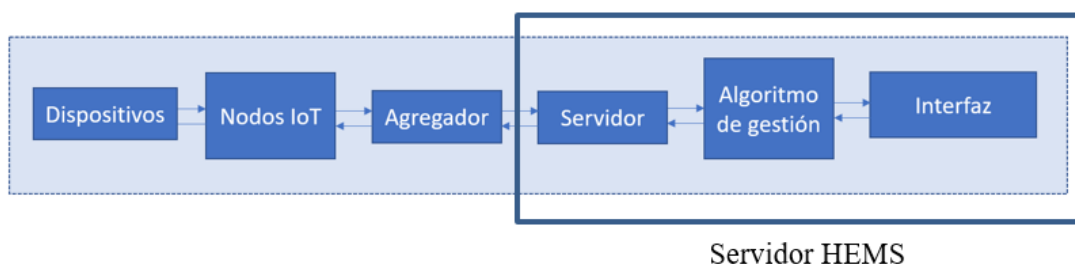 Dispositivos
Nodos IoT
Agregador
Servidor
Algoritmo
de gestión
Interfaz
Servidor HEMS